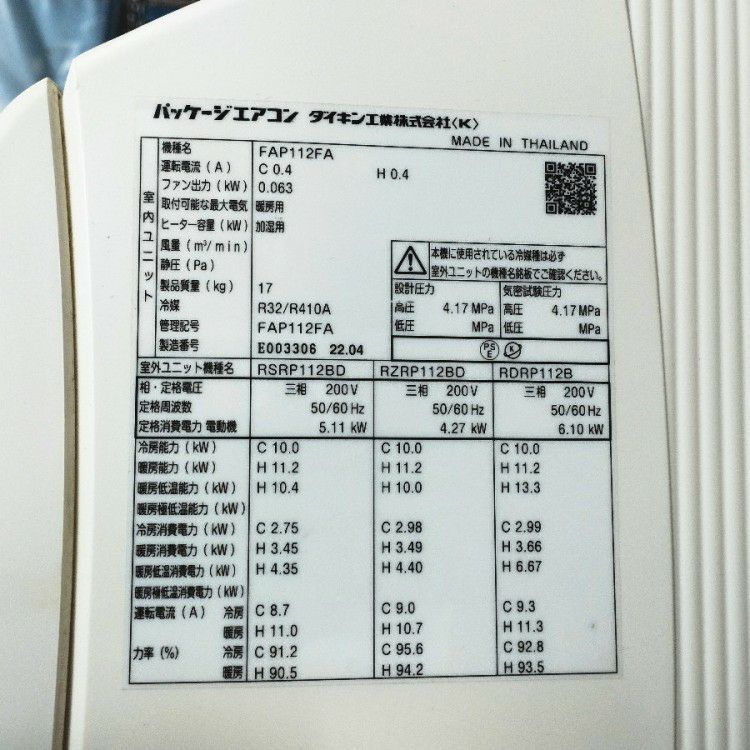 パッケージエアコン ダイキン工業株式会社〈K〉
MADE IN THAILAND
室内ユニット
機種名 FAP112FA
運転電流（A） C 0.4 H 0.4
ファン出力（kW） 0.063
取付可能な最大電気 暖房用
ヒーター容量（kW） 加湿用
風量（m³/min）
静圧（Pa）
製品質量（kg） 17
冷媒 R32/R410A
管理記号 FAP112FA
製造番号 E003306 22.04
本機に使用されている冷媒種は必ず
室外ユニットの機種名銘板でご確認ください。
設計圧力 気密試験圧力
高圧 4.17 MPa 高圧 4.17 MPa
低圧 MPa 低圧 MPa
PS E K
室外ユニット機種名 RSRP112BD RZRP112BD RDRP112B
相・定格電圧 三相 200V 三相 200V 三相 200V
定格周波数 50/60 Hz 50/60 Hz 50/60 Hz
定格消費電力 電動機 5.11 kW 4.27 kW 6.10 kW
冷房能力（kW） C 10.0 C 10.0 C 10.0
暖房能力（kW） H 11.2 H 11.2 H 11.2
暖房低温能力（kW） H 10.4 H 10.0 H 13.3
暖房極低温能力（kW）
冷房消費電力（kW） C 2.75 C 2.98 C 2.99
暖房消費電力（kW） H 3.45 H 3.49 H 3.66
暖房低温消費電力（kW） H 4.35 H 4.40 H 6.67
暖房極低温消費電力（kW）
運転電流（A） 冷房 C 8.7 C 9.0 C 9.3
暖房 H 11.0 H 10.7 H 11.3
力率（%） 冷房 C 91.2 C 95.6 C 92.8
暖房 H 90.5 H 94.2 H 93.5